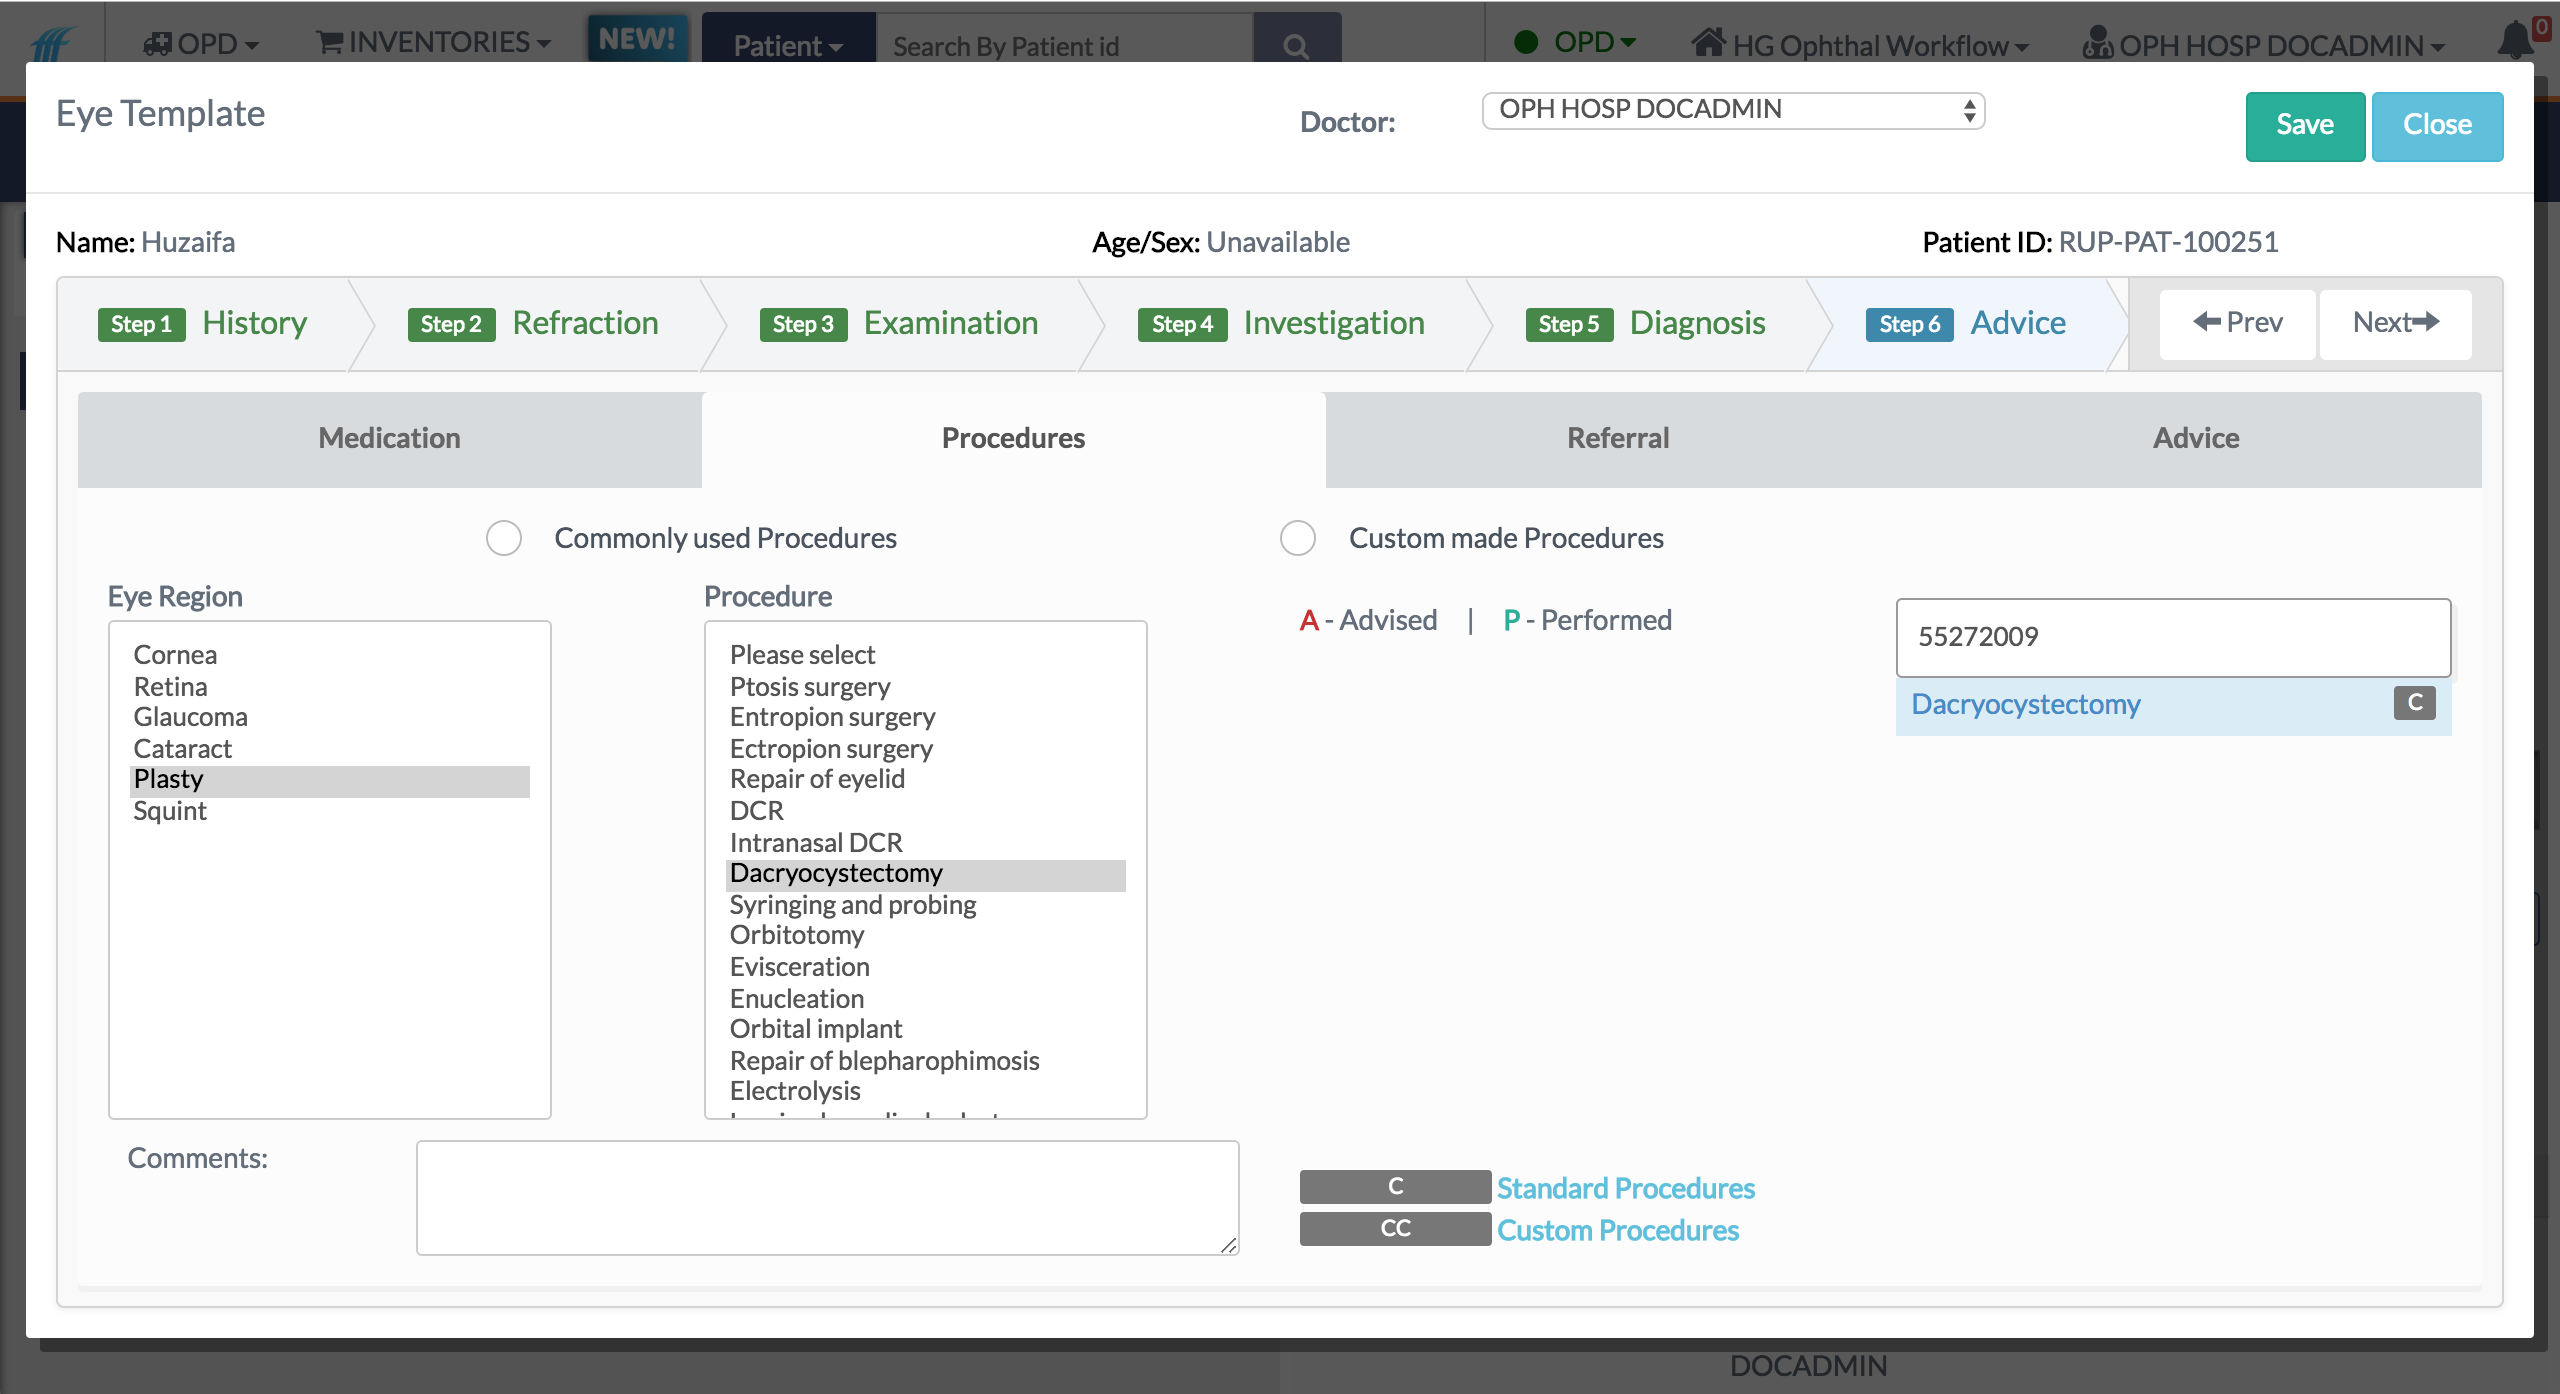 OPD
INVENTORIES
NEW!
Patient
Search By Patient id
OPD
HG Ophthal Workflow
OPH HOSP DOCADMIN
0
Eye Template
Doctor:
OPH HOSP DOCADMIN
Save
Close
Name: Huzaifa
Age/Sex: Unavailable
Patient ID: RUP-PAT-100251
Step 1 History
Step 2 Refraction
Step 3 Examination
Step 4 Investigation
Step 5 Diagnosis
Step 6 Advice
Prev
Next
Medication
Procedures
Referral
Advice
Commonly used Procedures
Custom made Procedures
Eye Region
Cornea
Retina
Glaucoma
Cataract
Plasty
Squint
Procedure
Please select
Ptosis surgery
Entropion surgery
Ectropion surgery
Repair of eyelid
DCR
Intranasal DCR
Dacryocystectomy
Syringing and probing
Orbitotomy
Evisceration
Enucleation
Orbital implant
Repair of blepharophimosis
Electrolysis
A - Advised | P - Performed
55272009
Dacryocystectomy C
Comments:
C Standard Procedures
CC Custom Procedures
DOCADMIN